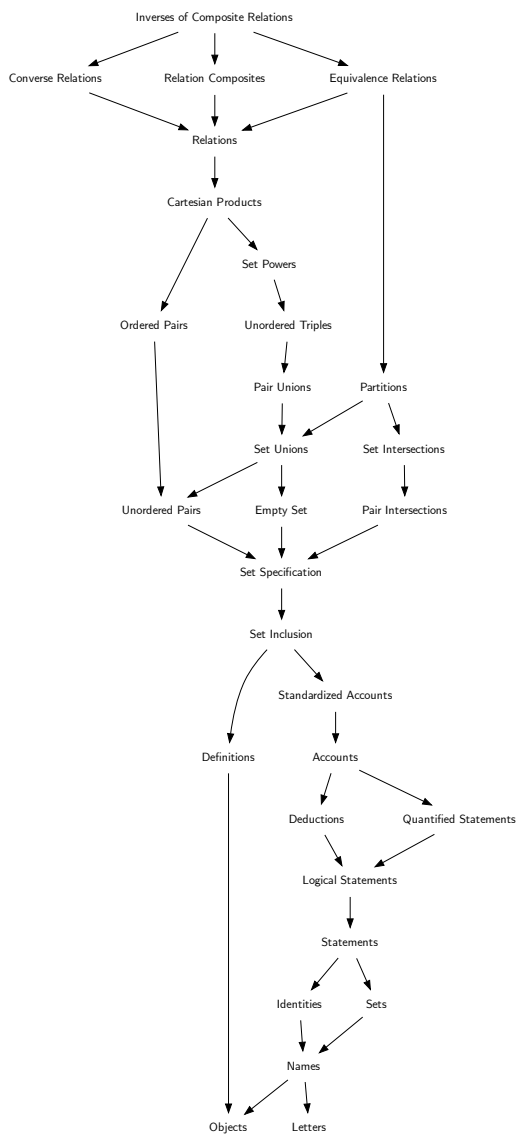 Inverses of Composite Relations
Converse Relations
Relation Composites
Equivalence Relations
Relations
Cartesian Products
Set Powers
Ordered Pairs
Unordered Triples
Pair Unions
Partitions
Set Unions
Set Intersections
Unordered Pairs
Empty Set
Pair Intersections
Set Specification
Set Inclusion
Standardized Accounts
Definitions
Accounts
Deductions
Quantified Statements
Logical Statements
Statements
Identities
Sets
Names
Objects
Letters